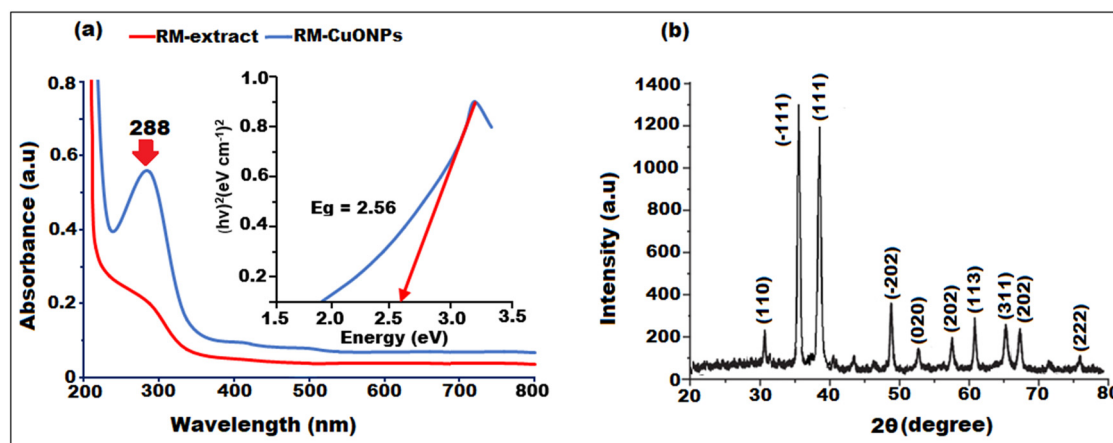 (a)
RM-extract RM-CuONPs
Absorbance (a.u)
0.8
0.6
0.4
0.2
0
288
200 300 400 500 600 700 800
Wavelength (nm)
(hv)²(eV cm⁻¹)²
1.0
0.8
0.6
0.4
0.2
Eg = 2.56
1.5 2.0 2.5 3.0 3.5
Energy (eV)
(b)
Intensity (a.u)
1400
1200
1000
800
600
400
200
0
(110)
(-111)
(111)
(-202)
(020)
(202)
(113)
(311)
(202)
(222)
20 30 40 50 60 70 80
2θ (degree)